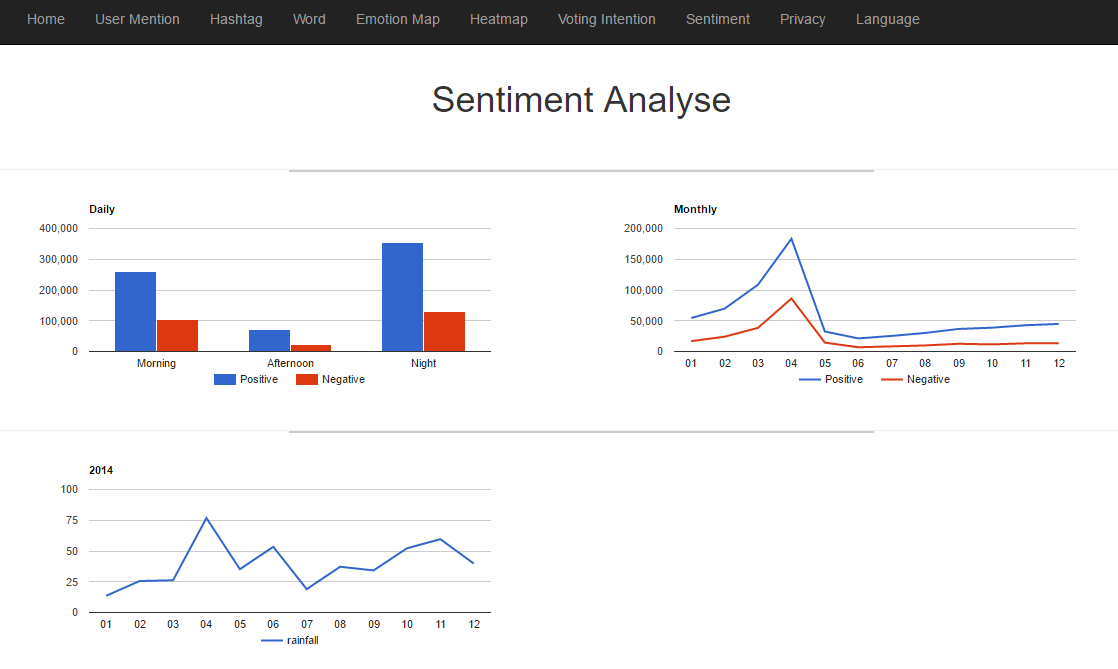 Home User Mention Hashtag Word Emotion Map Heatmap Voting Intention Sentiment Privacy Language
Sentiment Analyse
Daily
400,000
300,000
200,000
100,000
0
Morning Afternoon Night
Positive Negative
Monthly
200,000
150,000
100,000
50,000
0
01 02 03 04 05 06 07 08 09 10 11 12
Positive Negative
2014
100
75
50
25
0
01 02 03 04 05 06 07 08 09 10 11 12
rainfall